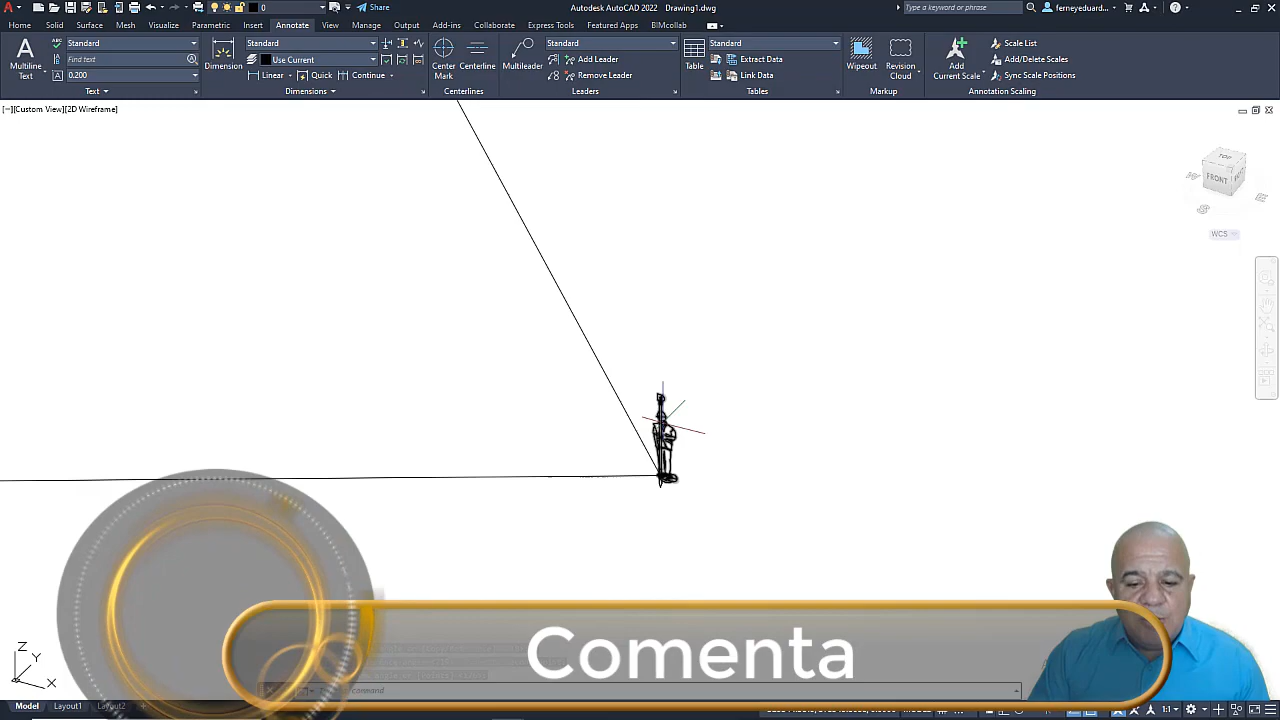 Share
Autodesk AutoCAD 2022 Drawing1.dwg
Type a keyword or phrase
ferneyeduard...
Home Insert Annotate Parametric View Manage Output Add-ins Collaborate Express Tools Featured Apps BIMcollab
Solid Surface Mesh Visualize
Multiline Text
Standard
Find text
0.200
Text
Dimension
Standard
Use Current
Linear Quick Continue
Dimensions
Center Mark
Centerline
Centerlines
Multileader
Standard
Add Leader
Remove Leader
Leaders
Table
Standard
Extract Data
Link Data
Tables
Wipeout
Revision Cloud
Markup
Add Current Scale
Scale List
Add/Delete Scales
Sync Scale Positions
Annotation Scaling
[−][Custom View][2D Wireframe]
TOP
FRONT
S
E
WCS
Z
Y
X
Comenta
command
Model Layout1 Layout2
1:1